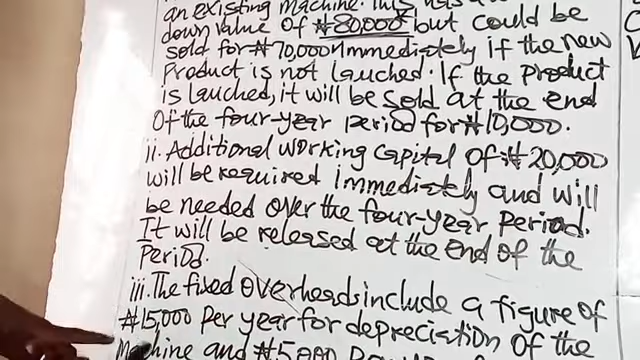 an existing machine. This
down value of ₦80,000 but could be
sold for ₦70,000 immediately if the new
Product is not lauched. If the product
is lauched, it will be sold at the end
of the four-year period for ₦10,000.
ii. Additional working capital of ₦20,000
will be required immediately and will
be needed over the four-year period.
It will be released at the end of the
Period.
iii. The fixed overheads include a figure of
₦15,000 per year for depreciation of the
Machine and ₦5,000